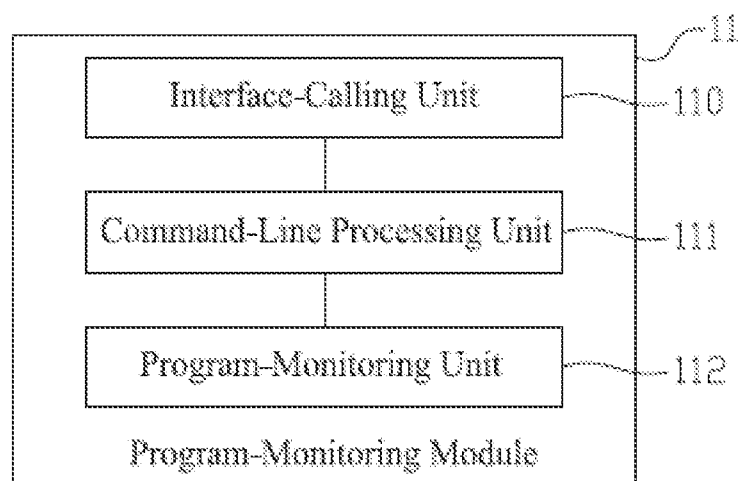 11
Interface-Calling Unit
110
Command-Line Processing Unit
111
Program-Monitoring Unit
112
Program-Monitoring Module